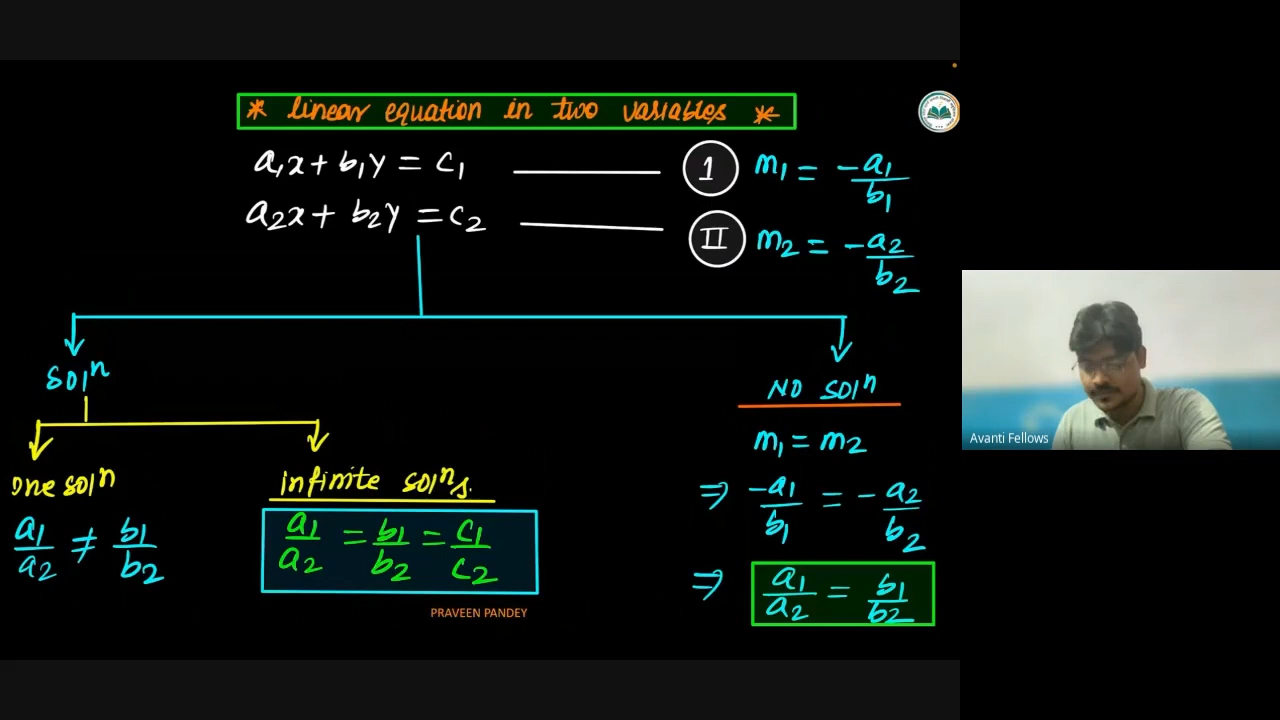 * linear equation in two variables *
a₁x + b₁y = c₁ ——— I m₁ = -a₁/b₁
a₂x + b₂y = c₂ ——— II m₂ = -a₂/b₂
solⁿ
No solⁿ
m₁ = m₂
One solⁿ
infinite solⁿs.
⇒ -a₁/b₁ = -a₂/b₂
a₁/a₂ ≠ b₁/b₂
a₁/a₂ = b₁/b₂ = c₁/c₂
⇒ a₁/a₂ = b₁/b₂
PRAVEEN PANDEY
Avanti Fellows